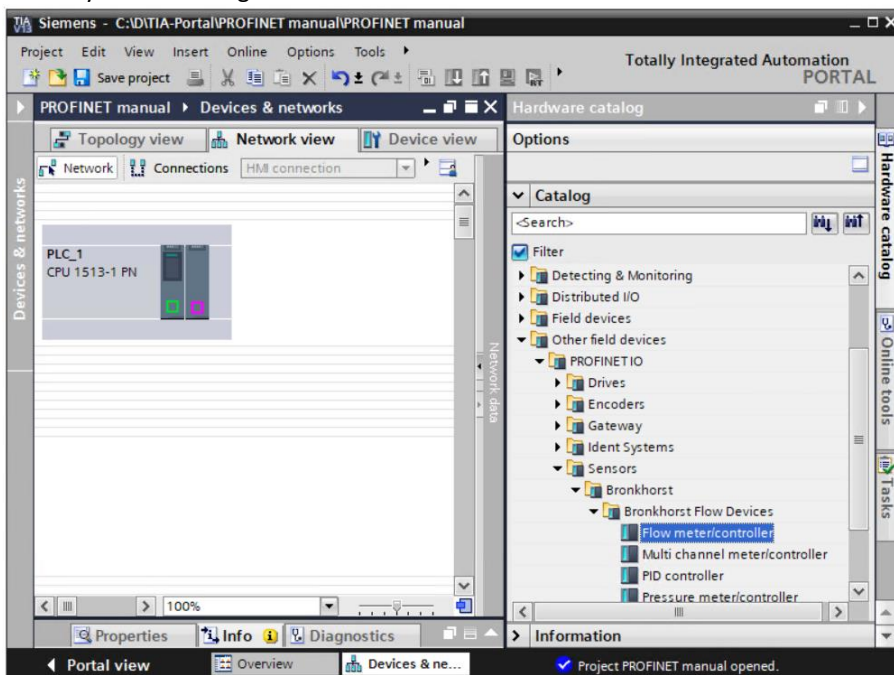 Siemens - C:\D\TIA-Portal\PROFINET manual\PROFINET manual
Project Edit View Insert Online Options Tools
Save project
Totally Integrated Automation
PORTAL
PROFINET manual Devices & networks
Topology view Network view Device view
Network Connections HMI connection
Devices & networks
PLC_1
CPU 1513-1 PN
Network data
100%
Properties Info Diagnostics
Hardware catalog
Options
Catalog
<Search>
Filter
Detecting & Monitoring
Distributed I/O
Field devices
Other field devices
PROFINET IO
Drives
Encoders
Gateway
Ident Systems
Sensors
Bronkhorst
Bronkhorst Flow Devices
Flow meter/controller
Multi channel meter/controller
PID controller
Pressure meter/controller
Information
Hardware catalog
Online tools
Tasks
Portal view Overview Devices & ne... Project PROFINET manual opened.